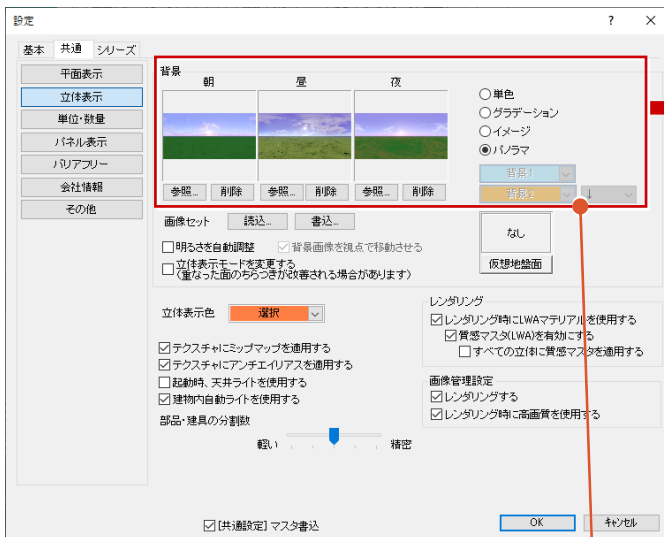 設定
基本 共通 シリーズ
平面表示
立体表示
単位・数量
パネル表示
バリアフリー
会社情報
その他
背景
朝 昼 夜
参照... 削除 参照... 削除 参照... 削除
単色
グラデーション
イメージ
パノラマ
背景1
背景2 ↓
画像セット 読込... 書込...
明るさを自動調整 背景画像を視点で移動させる
立体表示モードを変更する
(重なった面のちらつきが改善される場合があります)
なし
仮想地盤面
立体表示色 選択
テクスチャにミップマップを適用する
テクスチャにアンチエイリアスを適用する
起動時、天井ライトを使用する
建物内自動ライトを使用する
部品・建具の分割数
軽い 精密
レンダリング
レンダリング時にLWAマテリアルを使用する
質感マスタ(LWA)を有効にする
すべての立体に質感マスタを適用する
画像管理設定
レンダリングする
レンダリング時に高画質を使用する
[共通設定] マスタ書込
OK キャンセル